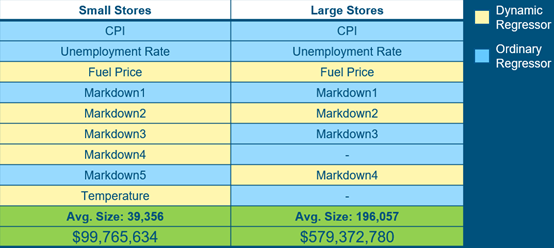 Small Stores Large Stores
CPI CPI
Unemployment Rate Unemployment Rate
Fuel Price Fuel Price
Markdown1 Markdown1
Markdown2 Markdown2
Markdown3 Markdown3
Markdown4 -
Markdown5 Markdown4
Temperature -
Avg. Size: 39,356 Avg. Size: 196,057
$99,765,634 $579,372,780
Dynamic
Regressor
Ordinary
Regressor